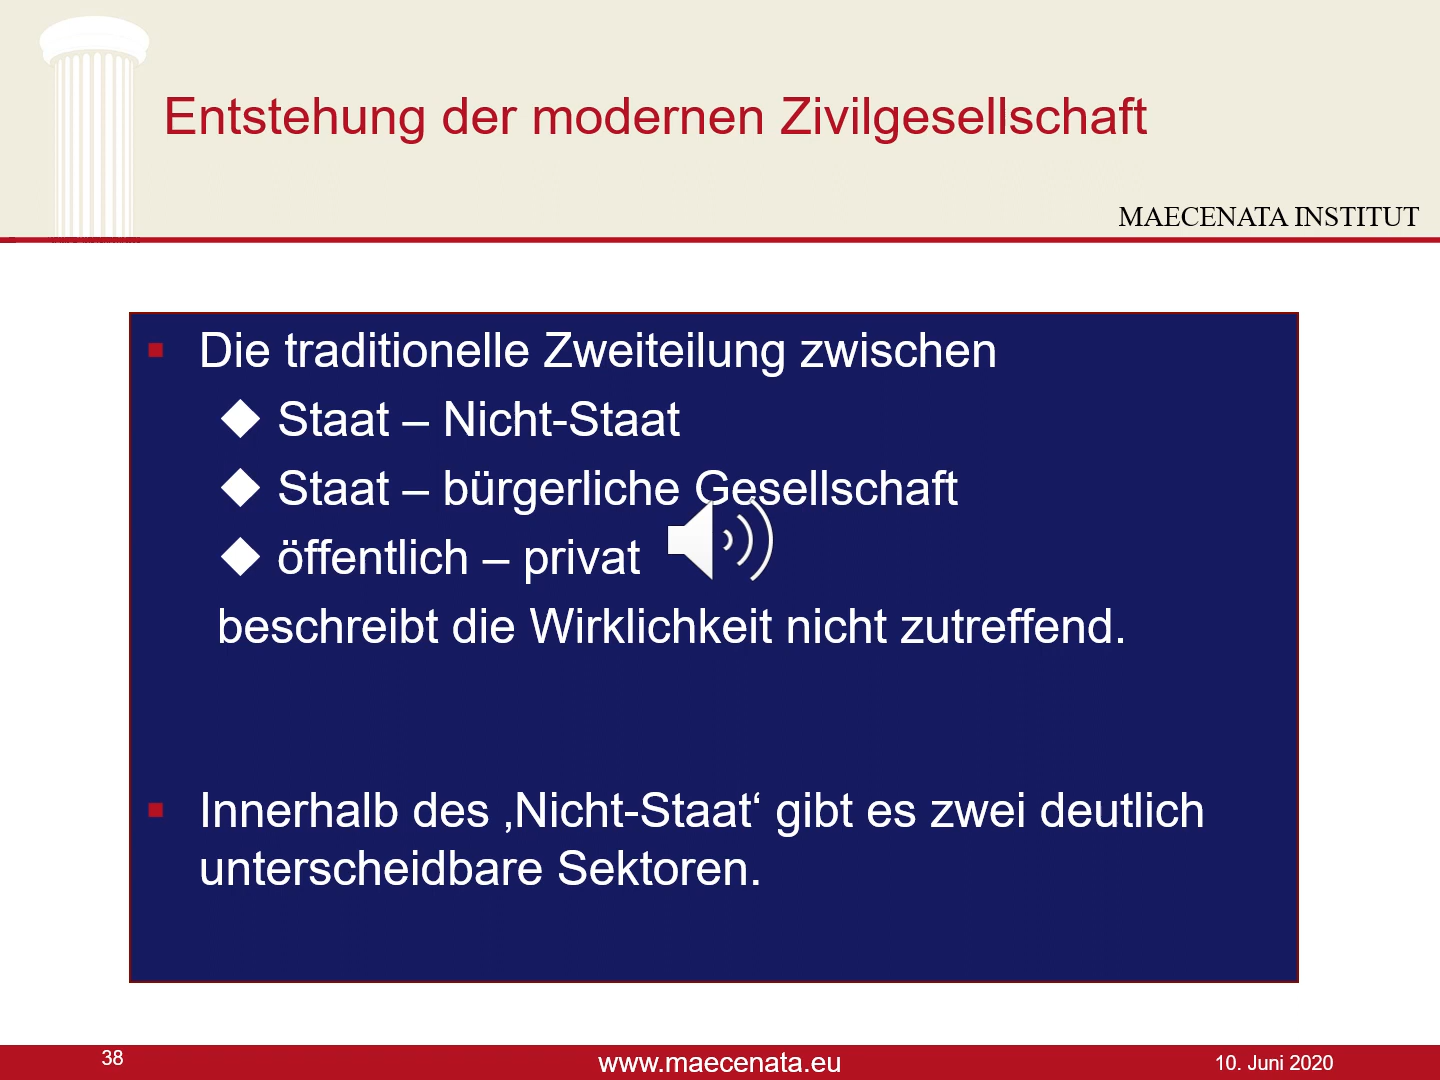 Entstehung der modernen Zivilgesellschaft
MAECENATA INSTITUT
Die traditionelle Zweiteilung zwischen
Staat – Nicht-Staat
Staat – bürgerliche Gesellschaft
öffentlich – privat
beschreibt die Wirklichkeit nicht zutreffend.
Innerhalb des ‚Nicht-Staat‘ gibt es zwei deutlich
unterscheidbare Sektoren.
38
www.maecenata.eu
10. Juni 2020